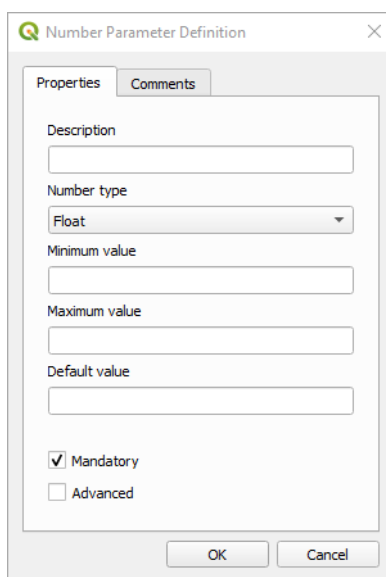 Number Parameter Definition
Properties Comments
Description
Number type
Float
Minimum value
Maximum value
Default value
Mandatory
Advanced
OK Cancel